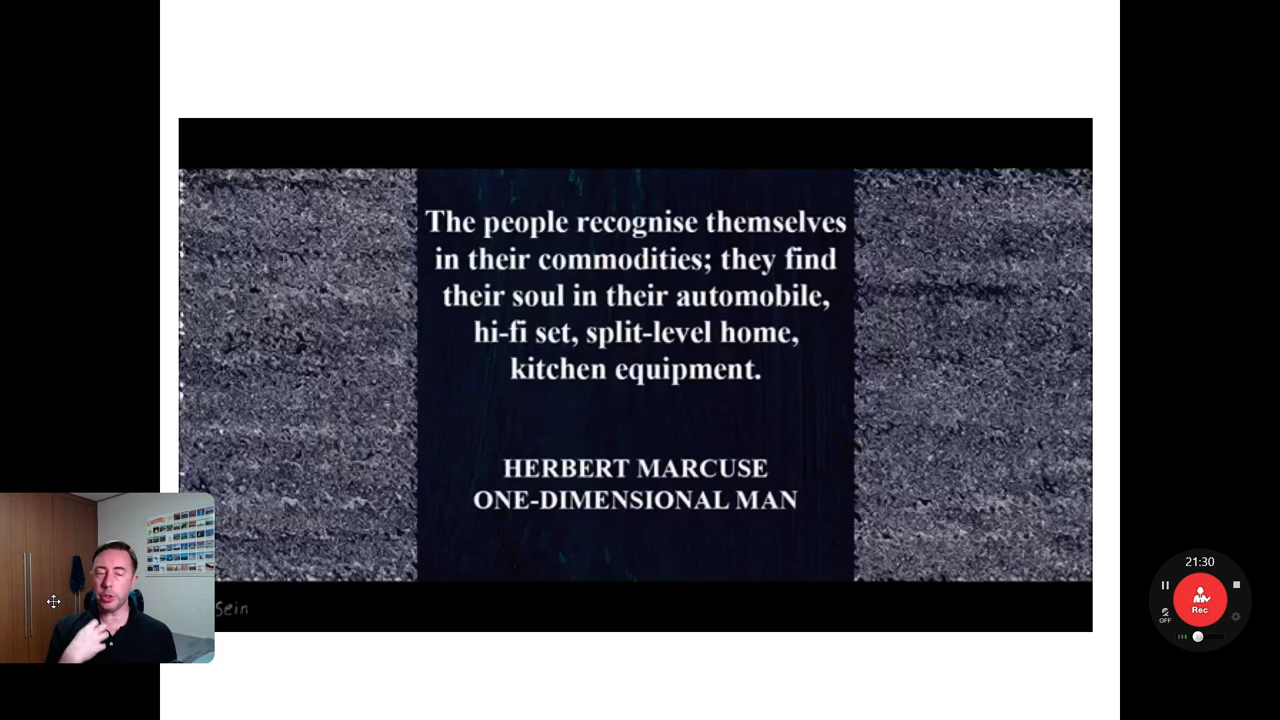 The people recognise themselves
in their commodities; they find
their soul in their automobile,
hi-fi set, split-level home,
kitchen equipment.
HERBERT MARCUSE
ONE-DIMENSIONAL MAN
Sein
21:30
Rec
OFF